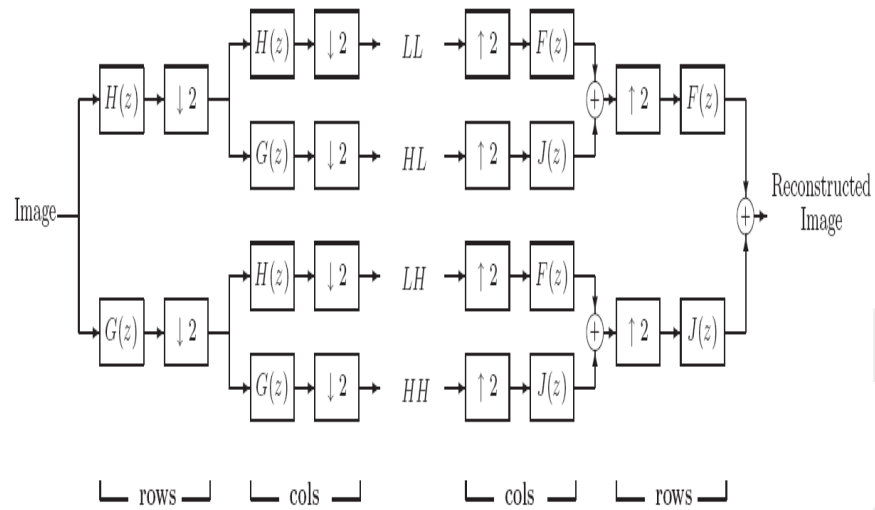 H(z) ↓2 LL ↑2 F(z)
H(z) ↓2 + ↑2 F(z)
G(z) ↓2 HL ↑2 J(z)
Image + Reconstructed
Image
H(z) ↓2 LH ↑2 F(z)
G(z) ↓2 + ↑2 J(z)
G(z) ↓2 HH ↑2 J(z)
rows cols cols rows